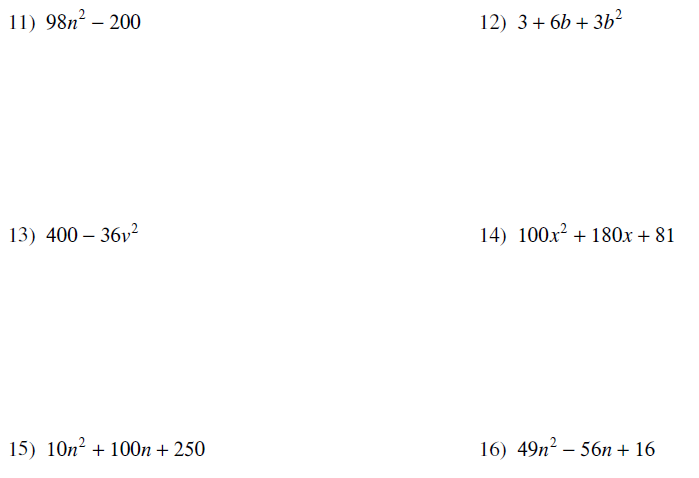 11) 98n² – 200
12) 3 + 6b + 3b²
13) 400 – 36v²
14) 100x² + 180x + 81
15) 10n² + 100n + 250
16) 49n² – 56n + 16